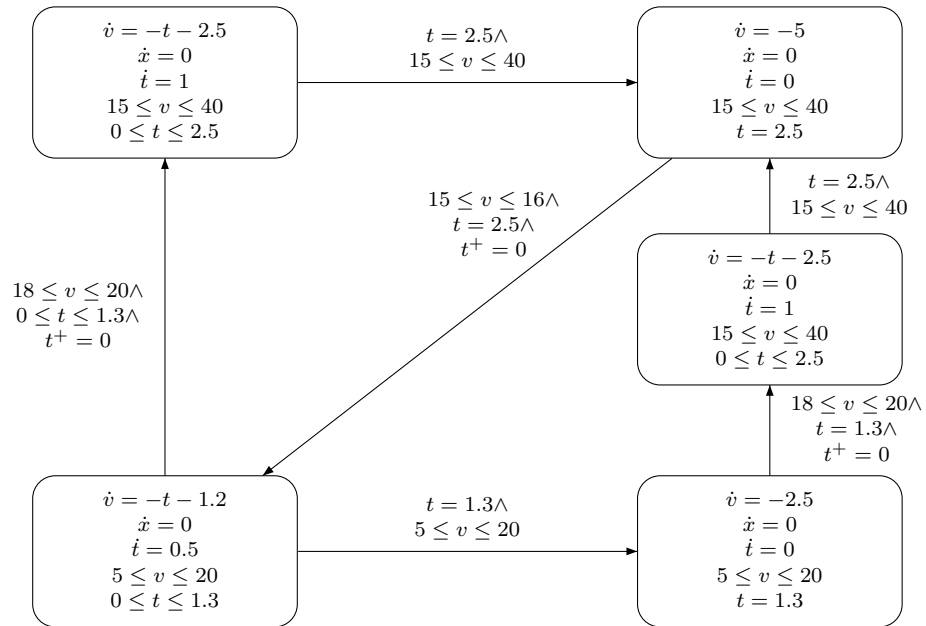 v̇ = −t − 2.5
ẋ = 0
ṫ = 1
15 ≤ v ≤ 40
0 ≤ t ≤ 2.5
t = 2.5∧
15 ≤ v ≤ 40
v̇ = −5
ẋ = 0
ṫ = 0
15 ≤ v ≤ 40
t = 2.5
15 ≤ v ≤ 16∧
t = 2.5∧
t⁺ = 0
t = 2.5∧
15 ≤ v ≤ 40
v̇ = −t − 2.5
ẋ = 0
ṫ = 1
15 ≤ v ≤ 40
0 ≤ t ≤ 2.5
18 ≤ v ≤ 20∧
0 ≤ t ≤ 1.3∧
t⁺ = 0
18 ≤ v ≤ 20∧
t = 1.3∧
t⁺ = 0
v̇ = −t − 1.2
ẋ = 0
ṫ = 0.5
5 ≤ v ≤ 20
0 ≤ t ≤ 1.3
t = 1.3∧
5 ≤ v ≤ 20
v̇ = −2.5
ẋ = 0
ṫ = 0
5 ≤ v ≤ 20
t = 1.3